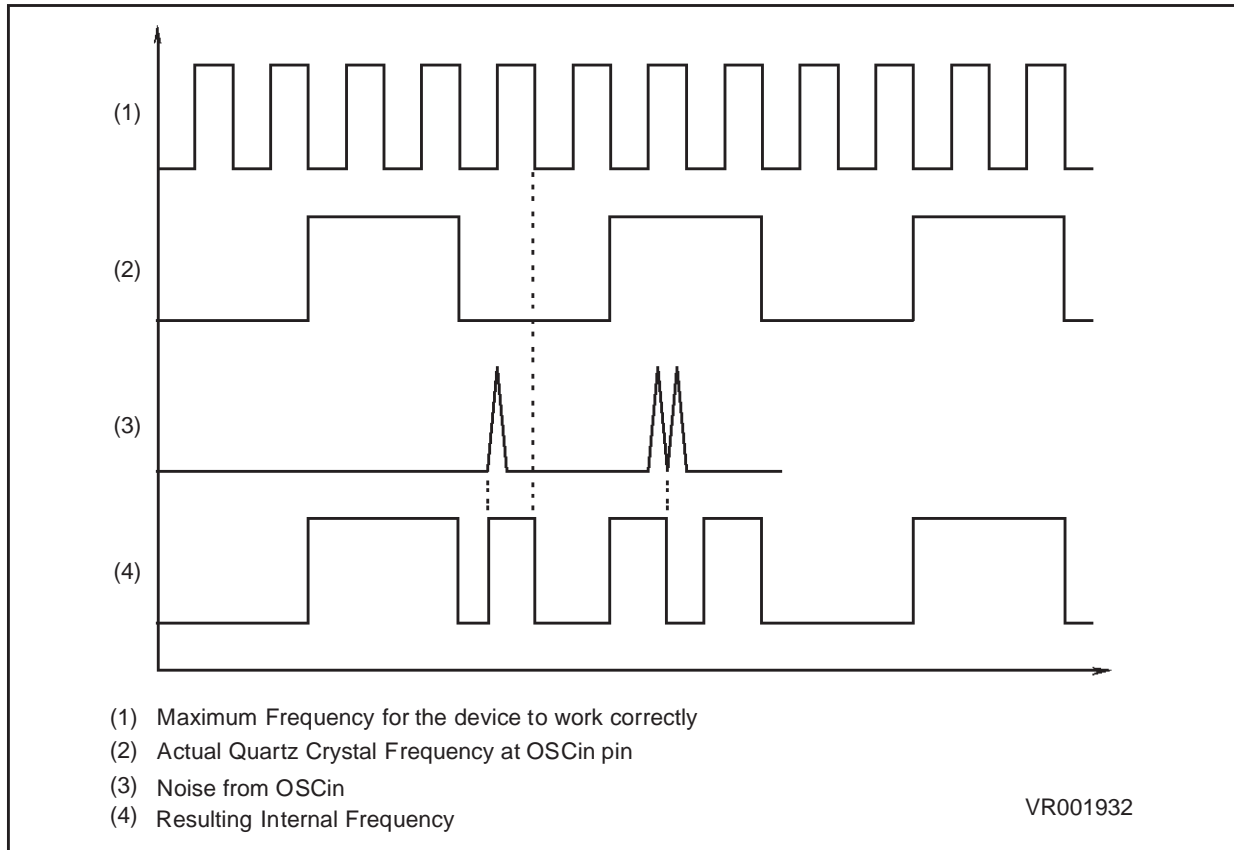 (1)
(2)
(3)
(4)
(1) Maximum Frequency for the device to work correctly
(2) Actual Quartz Crystal Frequency at OSCin pin
(3) Noise from OSCin
(4) Resulting Internal Frequency
VR001932